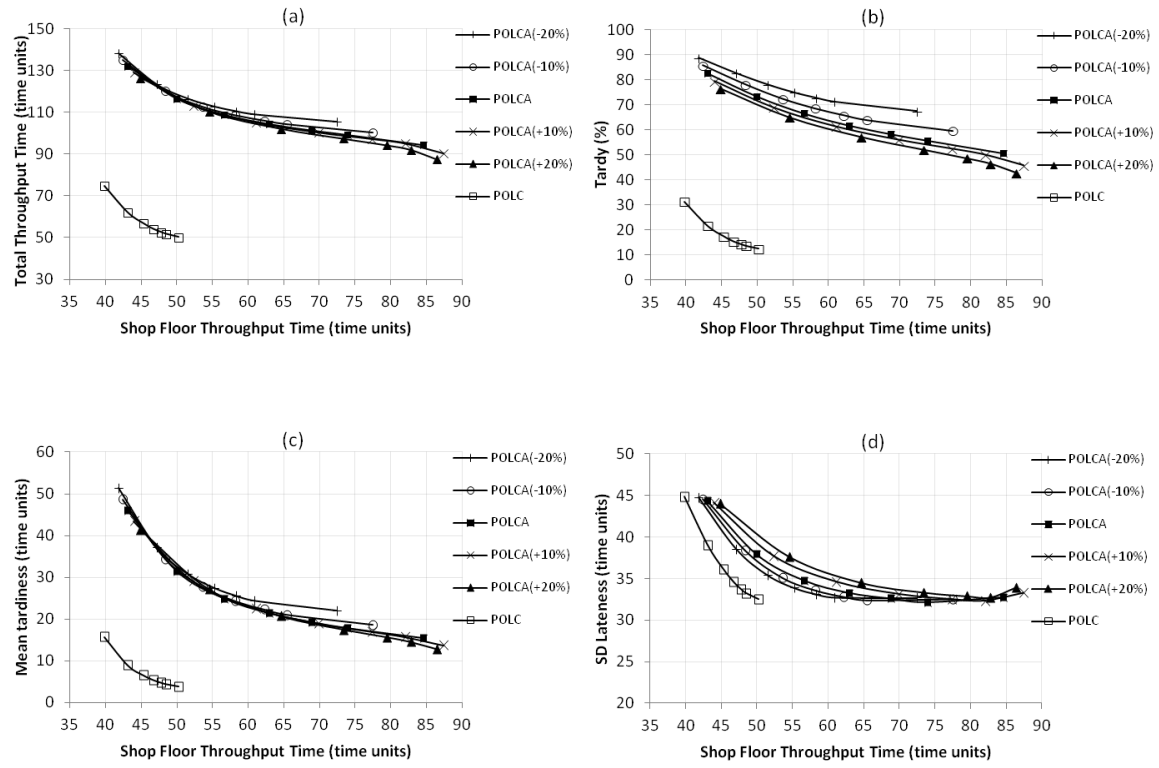 (a)
Total Throughput Time (time units)
150
130
110
90
70
50
30
35 40 45 50 55 60 65 70 75 80 85 90
Shop Floor Throughput Time (time units)
POLCA(-20%)
POLCA(-10%)
POLCA
POLCA(+10%)
POLCA(+20%)
POLC
(b)
Tardy (%)
100
90
80
70
60
50
40
30
20
10
0
35 40 45 50 55 60 65 70 75 80 85 90
Shop Floor Throughput Time (time units)
POLCA(-20%)
POLCA(-10%)
POLCA
POLCA(+10%)
POLCA(+20%)
POLC
(c)
Mean tardiness (time units)
60
50
40
30
20
10
0
35 40 45 50 55 60 65 70 75 80 85 90
Shop Floor Throughput Time (time units)
POLCA(-20%)
POLCA(-10%)
POLCA
POLCA(+10%)
POLCA(+20%)
POLC
(d)
SD Lateness (time units)
50
45
40
35
30
25
20
35 40 45 50 55 60 65 70 75 80 85 90
Shop Floor Throughput Time (time units)
POLCA(-20%)
POLCA(-10%)
POLCA
POLCA(+10%)
POLCA(+20%)
POLC